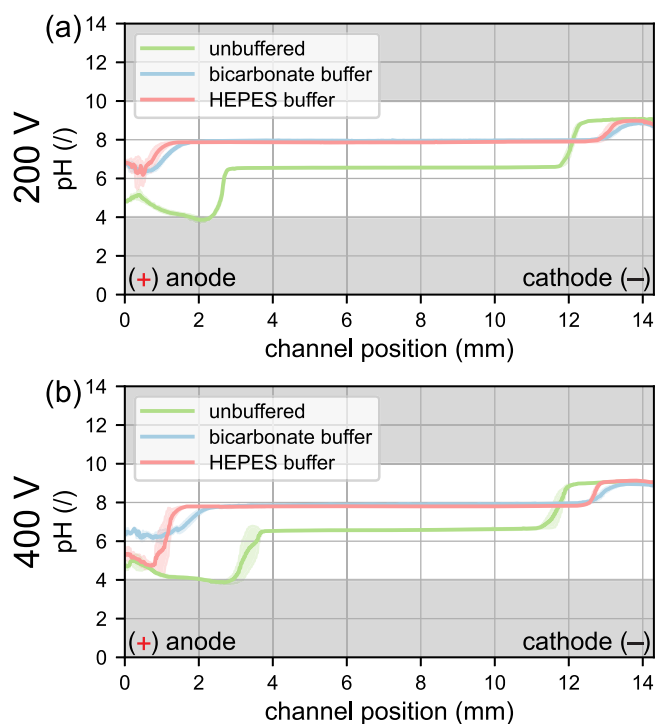 (a)
14
12
10
8
6
4
2
0
200 V
pH (/)
unbuffered
bicarbonate buffer
HEPES buffer
(+) anode
cathode (–)
0 2 4 6 8 10 12 14
channel position (mm)
(b)
14
12
10
8
6
4
2
0
400 V
pH (/)
unbuffered
bicarbonate buffer
HEPES buffer
(+) anode
cathode (–)
0 2 4 6 8 10 12 14
channel position (mm)